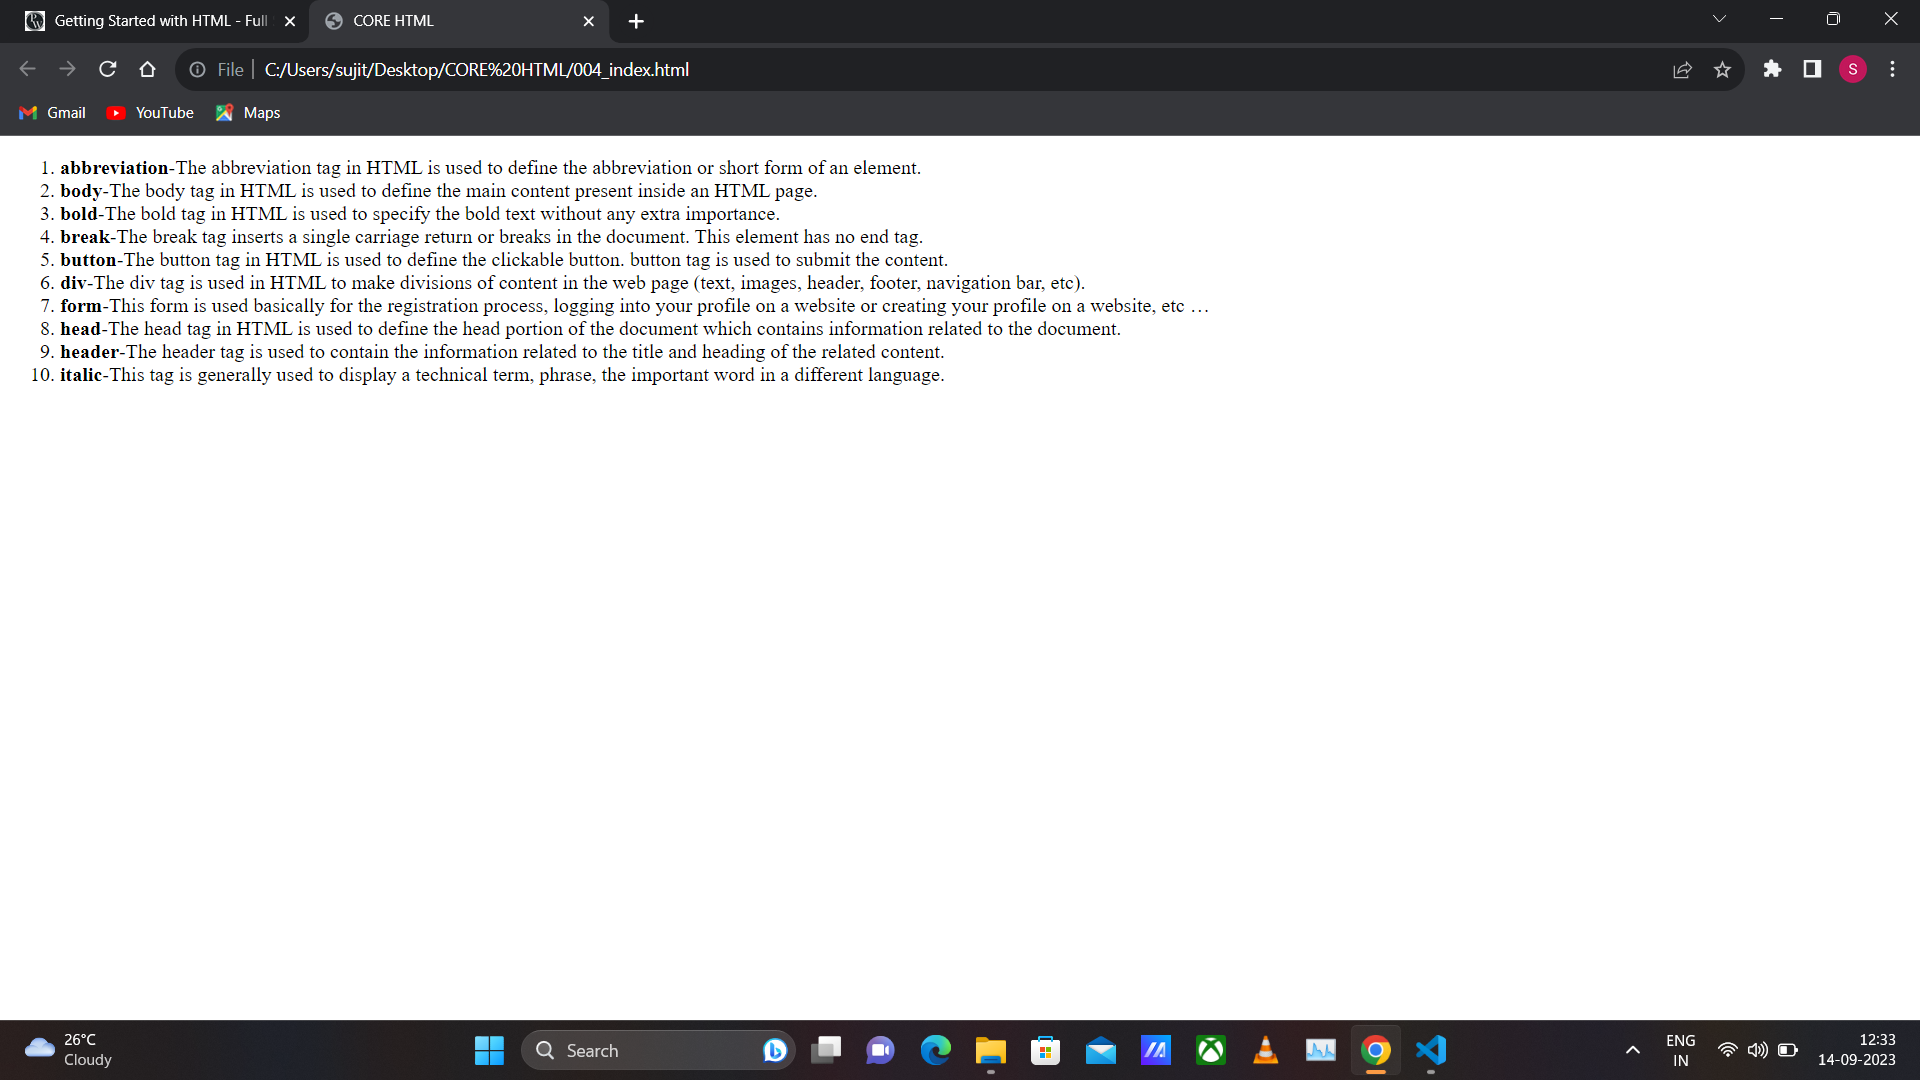 Getting Started with HTML - Full
CORE HTML
File
C:/Users/sujit/Desktop/CORE%20HTML/004_index.html
S
Gmail
YouTube
Maps
1. abbreviation-The abbreviation tag in HTML is used to define the abbreviation or short form of an element.
2. body-The body tag in HTML is used to define the main content present inside an HTML page.
3. bold-The bold tag in HTML is used to specify the bold text without any extra importance.
4. break-The break tag inserts a single carriage return or breaks in the document. This element has no end tag.
5. button-The button tag in HTML is used to define the clickable button. button tag is used to submit the content.
6. div-The div tag is used in HTML to make divisions of content in the web page (text, images, header, footer, navigation bar, etc).
7. form-This form is used basically for the registration process, logging into your profile on a website or creating your profile on a website, etc …
8. head-The head tag in HTML is used to define the head portion of the document which contains information related to the document.
9. header-The header tag is used to contain the information related to the title and heading of the related content.
10. italic-This tag is generally used to display a technical term, phrase, the important word in a different language.
26°C
Cloudy
Search
ENG
IN
12:33
14-09-2023